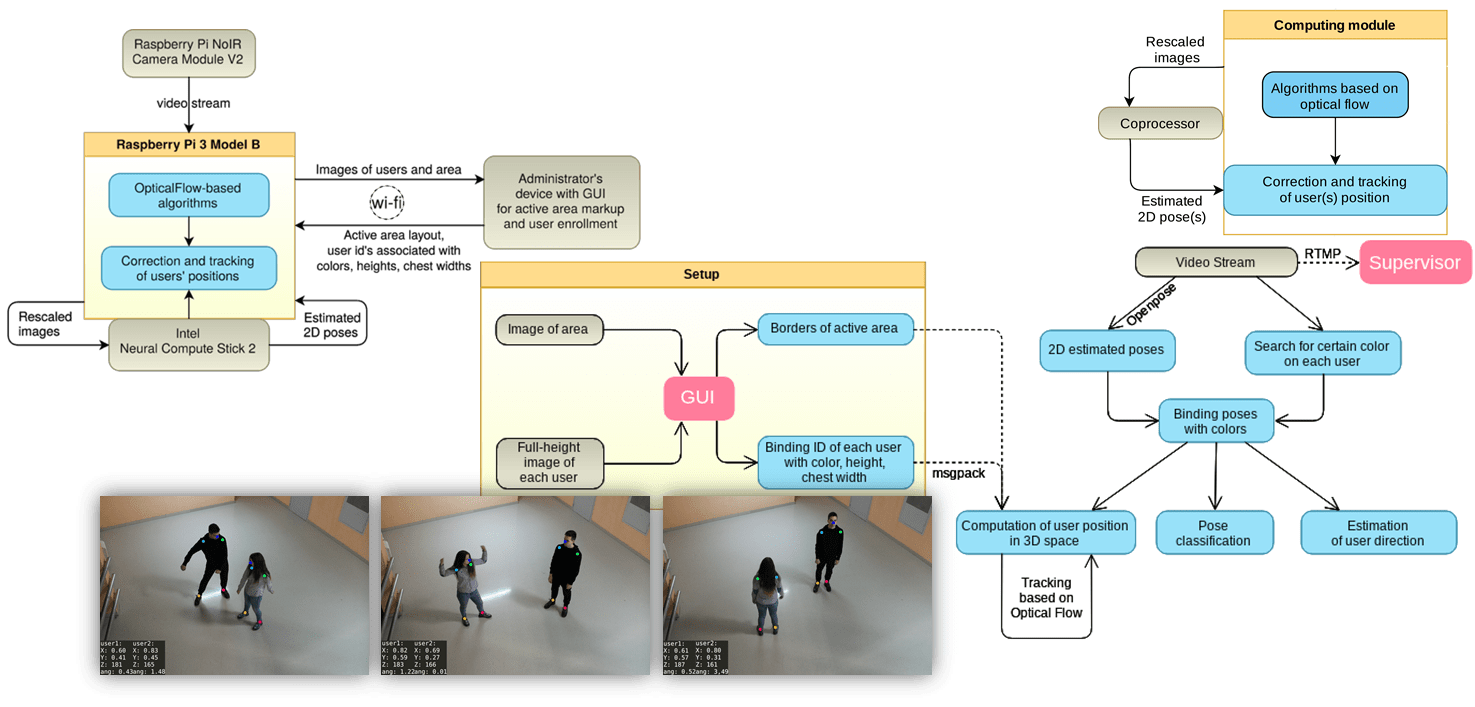 Raspberry Pi NoIR
Camera Module V2
video stream
Raspberry Pi 3 Model B
OpticalFlow-based
algorithms
Correction and tracking
of users' positions
Rescaled
images
Intel
Neural Compute Stick 2
Estimated
2D poses
Images of users and area
wi-fi
Active area layout,
user id's associated with
colors, heights, chest widths
Administrator's
device with GUI
for active area markup
and user enrollment
Setup
Image of area
Full-height
image of
each user
GUI
Borders of active area
Binding ID of each user
with color, height,
chest width
msgpack
Computing module
Rescaled
images
Algorithms based on
optical flow
Coprocessor
Estimated
2D pose(s)
Correction and tracking
of user(s) position
Video Stream
RTMP
Supervisor
Openpose
2D estimated poses
Search for certain color
on each user
Binding poses
with colors
Computation of user position
in 3D space
Pose
classification
Estimation
of user direction
Tracking
based on
Optical Flow
user1: user2:
X: 0.60 X: 0.83
Y: 0.41 Y: 0.45
Z: 181 Z: 165
ang: 0.43ang: 1.48
user1: user2:
X: 0.82 X: 0.69
Y: 0.59 Y: 0.27
Z: 183 Z: 166
ang: 1.22ang: 0.01
user1: user2:
X: 0.61 X: 0.80
Y: 0.57 Y: 0.31
Z: 187 Z: 161
ang: 0.52ang: 3.49